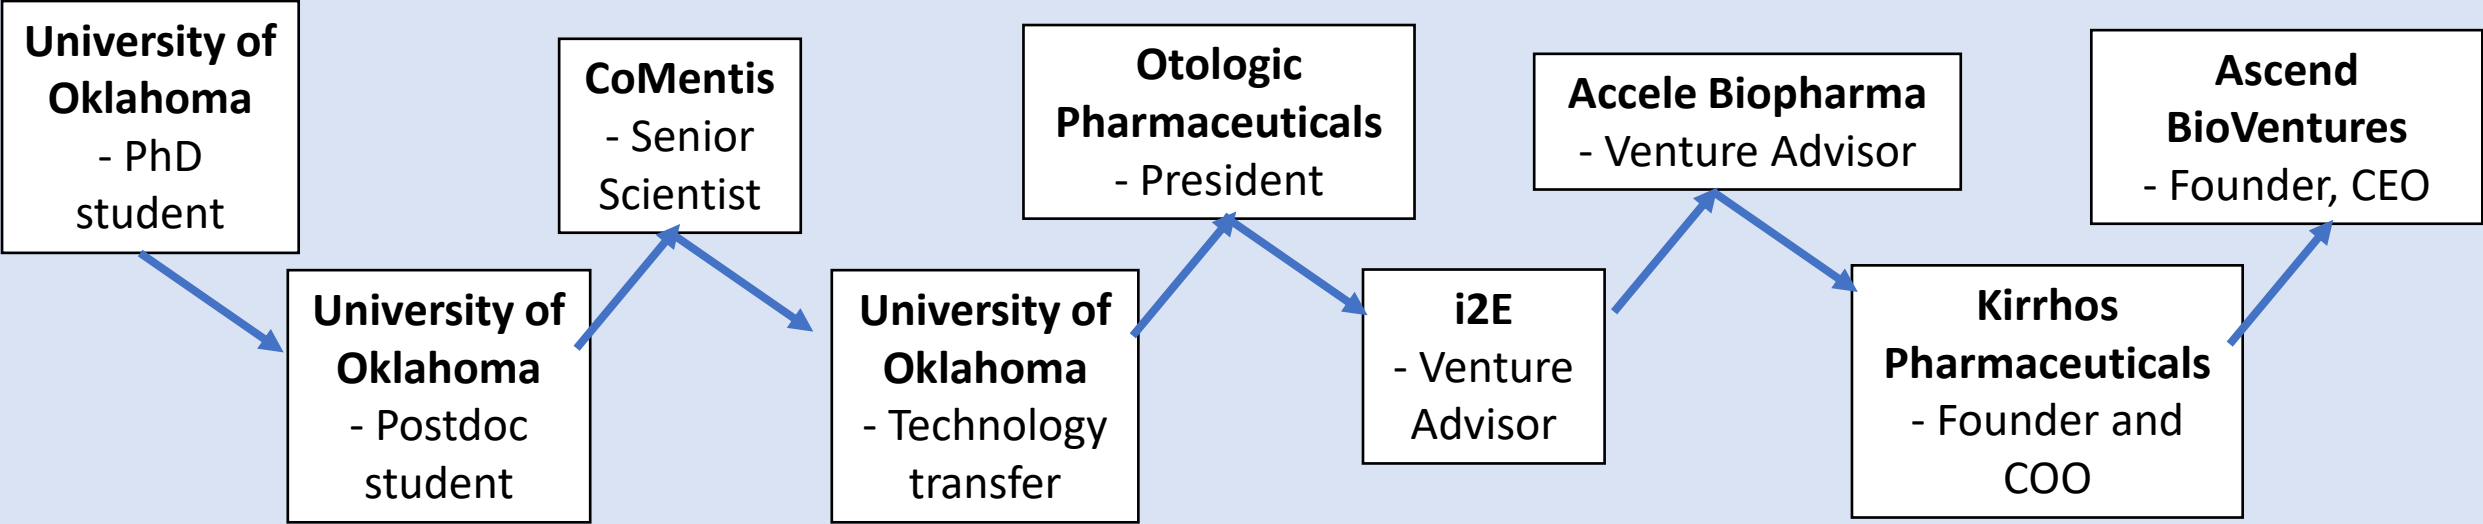 University of
Oklahoma
- PhD
student
University of
Oklahoma
- Postdoc
student
CoMentis
- Senior
Scientist
University of
Oklahoma
- Technology
transfer
Otologic
Pharmaceuticals
- President
i2E
- Venture
Advisor
Accele Biopharma
- Venture Advisor
Kirrhos
Pharmaceuticals
- Founder and
COO
Ascend
BioVentures
- Founder, CEO